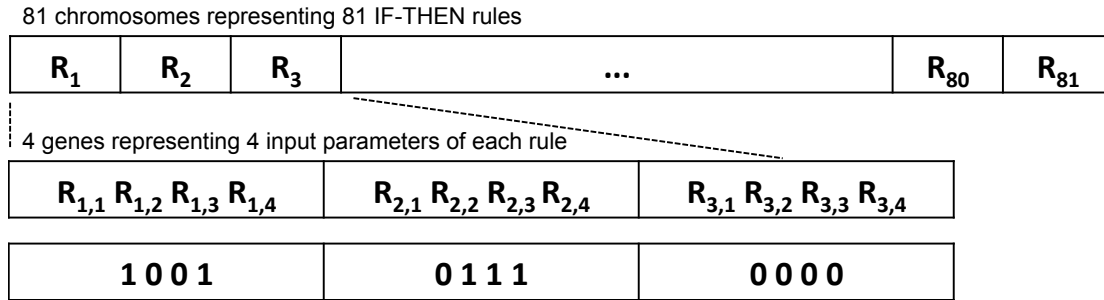 81 chromosomes representing 81 IF-THEN rules
R1 R2 R3 ... R80 R81
4 genes representing 4 input parameters of each rule
R1,1 R1,2 R1,3 R1,4 R2,1 R2,2 R2,3 R2,4 R3,1 R3,2 R3,3 R3,4
1 0 0 1 0 1 1 1 0 0 0 0